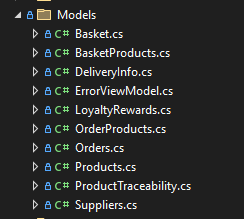 Models
C# Basket.cs
C# BasketProducts.cs
C# DeliveryInfo.cs
C# ErrorViewModel.cs
C# LoyaltyRewards.cs
C# OrderProducts.cs
C# Orders.cs
C# Products.cs
C# ProductTraceability.cs
C# Suppliers.cs